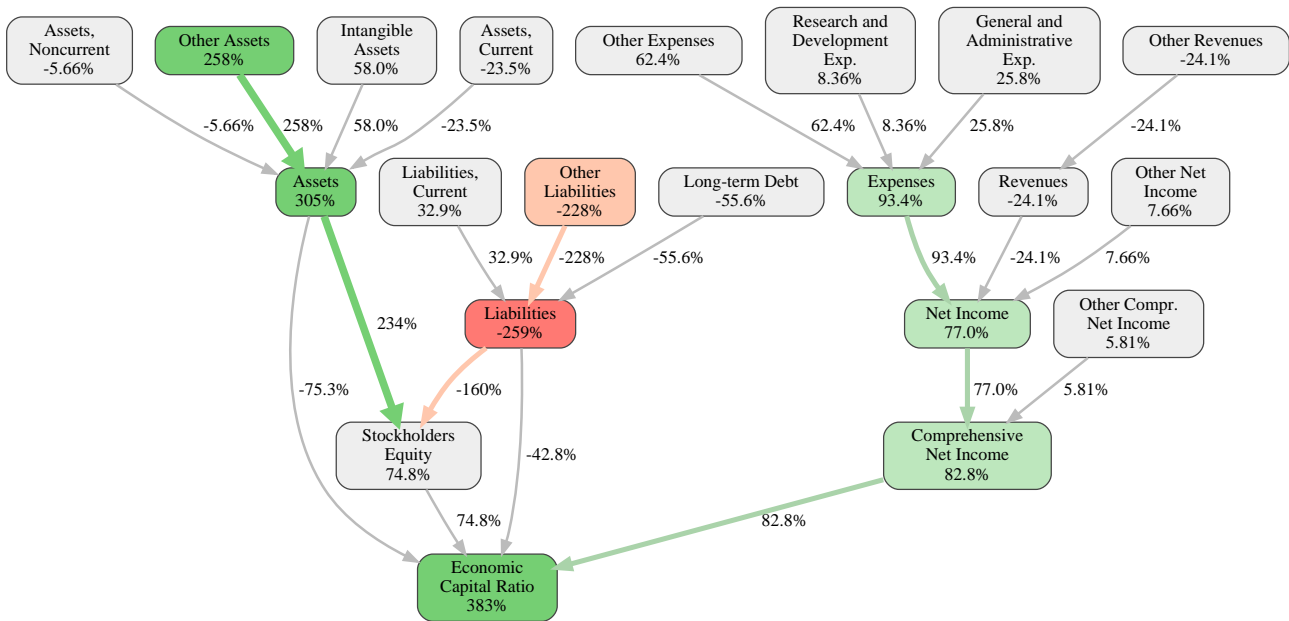 Assets,
Noncurrent
-5.66%
Other Assets
258%
Intangible
Assets
58.0%
Assets,
Current
-23.5%
Other Expenses
62.4%
Research and
Development
Exp.
8.36%
General and
Administrative
Exp.
25.8%
Other Revenues
-24.1%
-5.66%
258%
58.0%
-23.5%
62.4%
8.36%
25.8%
-24.1%
Assets
305%
Liabilities,
Current
32.9%
Other
Liabilities
-228%
Long-term Debt
-55.6%
Expenses
93.4%
Revenues
-24.1%
Other Net
Income
7.66%
32.9%
-228%
-55.6%
93.4%
-24.1%
7.66%
234%
Liabilities
-259%
Net Income
77.0%
Other Compr.
Net Income
5.81%
-75.3%
-160%
77.0%
5.81%
Stockholders
Equity
74.8%
-42.8%
Comprehensive
Net Income
82.8%
74.8%
82.8%
Economic
Capital Ratio
383%